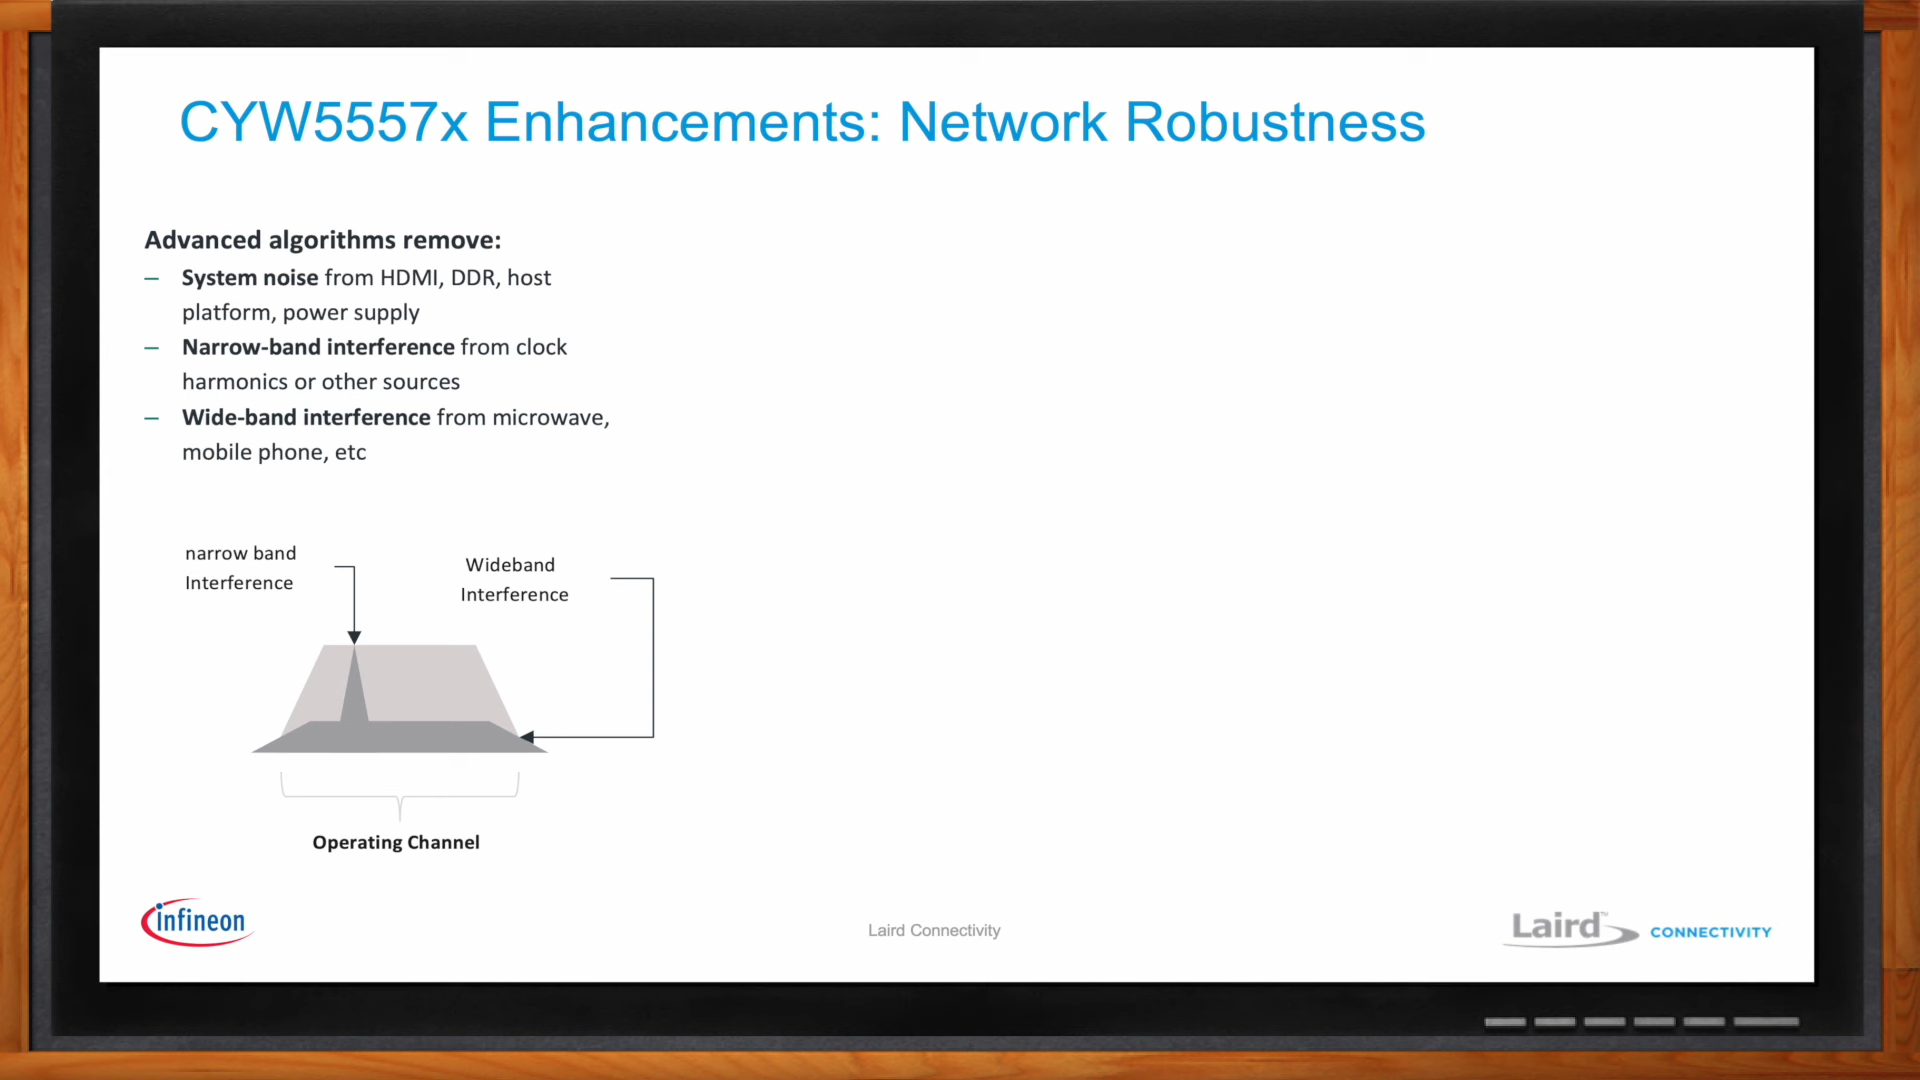 CYW5557x Enhancements: Network Robustness
Advanced algorithms remove:
– System noise from HDMI, DDR, host
platform, power supply
– Narrow-band interference from clock
harmonics or other sources
– Wide-band interference from microwave,
mobile phone, etc
narrow band
Interference
Wideband
Interference
Operating Channel
infineon
Laird Connectivity
Laird™ CONNECTIVITY